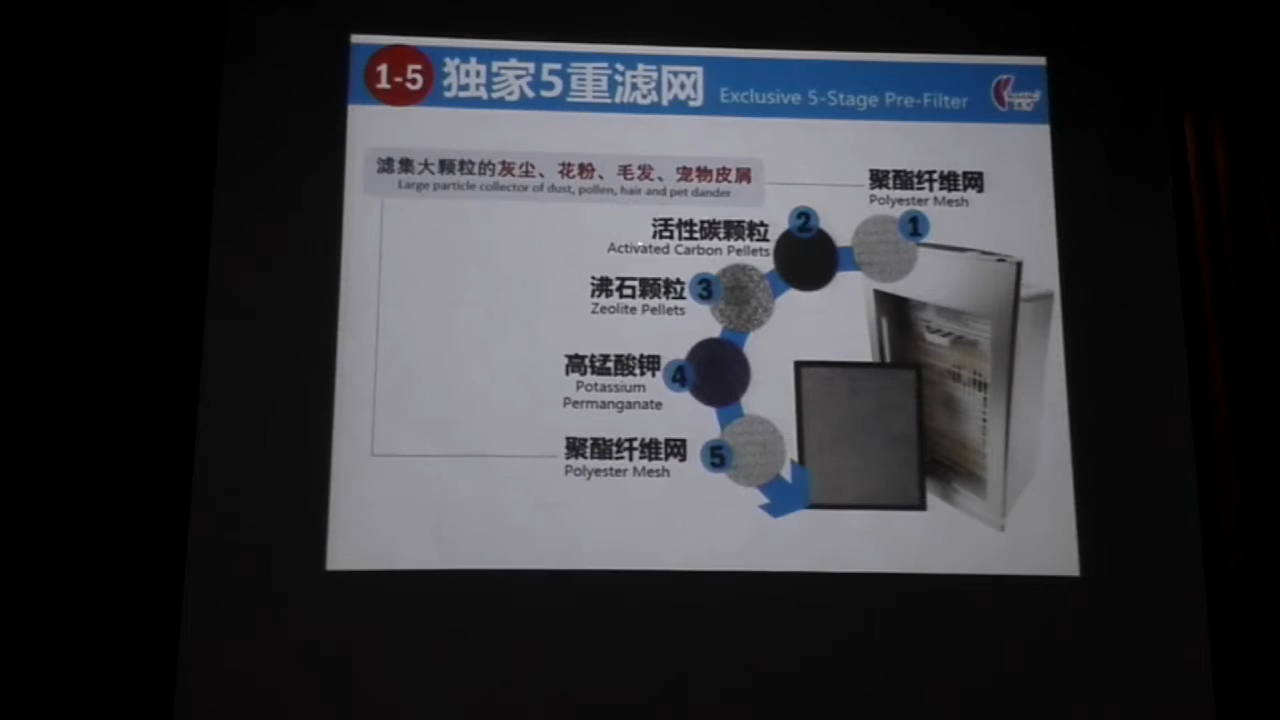 1-5 独家5重滤网 Exclusive 5-Stage Pre-Filter
滤集大颗粒的灰尘、花粉、毛发、宠物皮屑
Large particle collector of dust, pollen, hair and pet dander
聚酯纤维网
Polyester Mesh
1
2
活性碳颗粒
Activated Carbon Pellets
沸石颗粒
Zeolite Pellets
3
高锰酸钾
Potassium
Permanganate
4
聚酯纤维网
Polyester Mesh
5